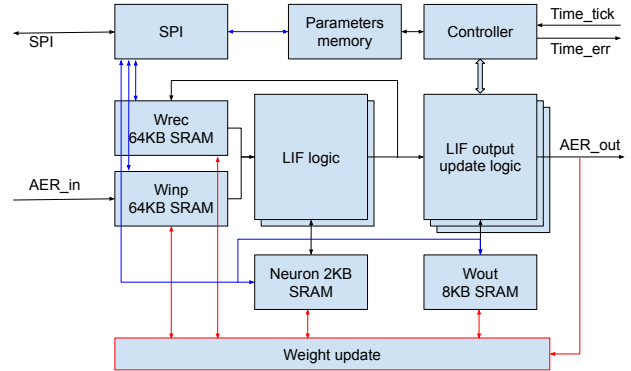 SPI
SPI
Parameters
memory
Controller
Time_tick
Time_err
Wrec
64KB SRAM
LIF logic
LIF output
update logic
AER_out
AER_in
Winp
64KB SRAM
Neuron 2KB
SRAM
Wout
8KB SRAM
Weight update